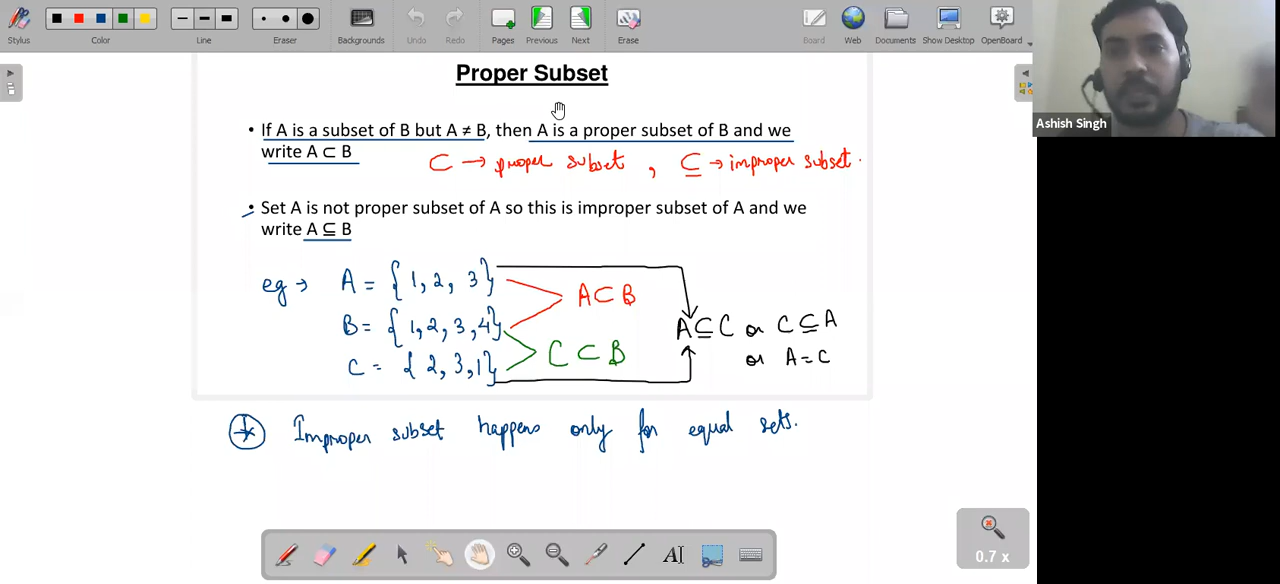 Stylus
Color
Line
Eraser
Backgrounds
Undo
Redo
Pages
Previous
Next
Erase
Board
Web
Documents
Show Desktop
OpenBoard
Ashish Singh
Proper Subset
• If A is a subset of B but A ≠ B, then A is a proper subset of B and we
write A ⊂ B
⊂ → proper subset , ⊆ → improper subset.
• Set A is not proper subset of A so this is improper subset of A and we
write A ⊆ B
eg → A = { 1, 2, 3}
A ⊂ B
B = { 1, 2, 3, 4}
A ⊆ C or C ⊆ A
C = { 2, 3, 1}
C ⊂ B
or A = C
* Improper subset happens only for equal sets.
A
0.7 x